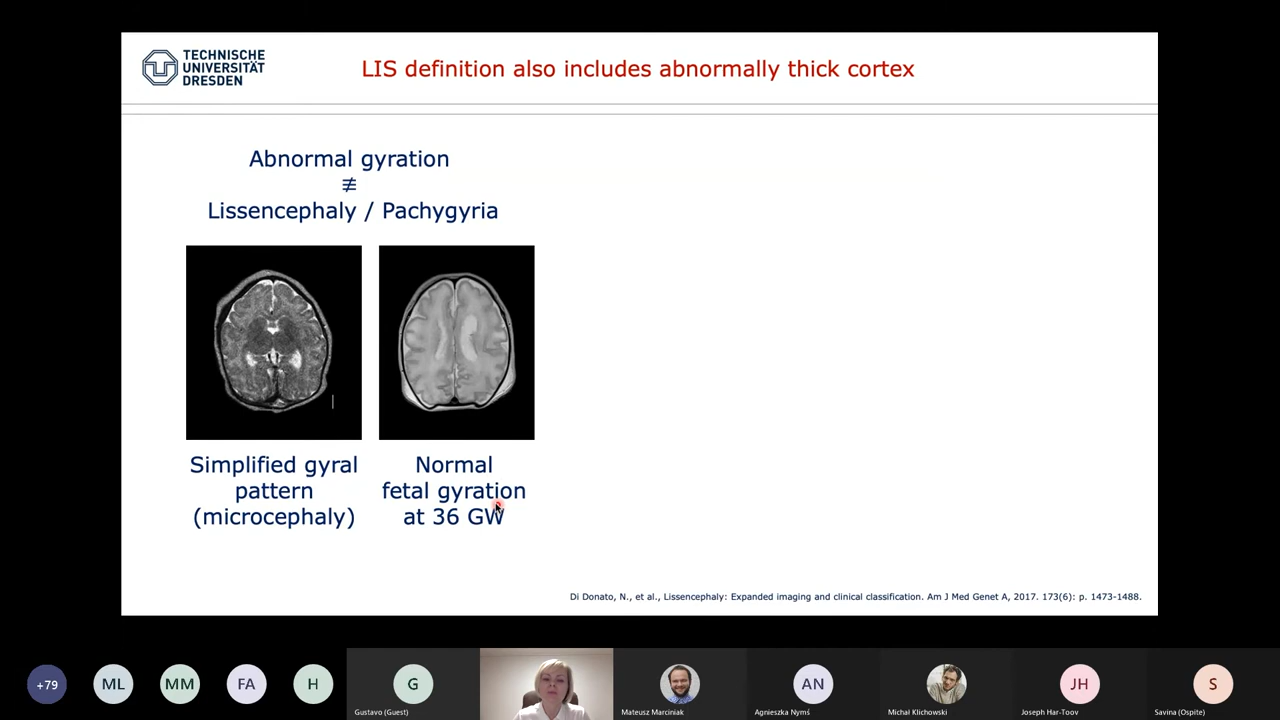 TECHNISCHE
UNIVERSITÄT
DRESDEN
LIS definition also includes abnormally thick cortex
Abnormal gyration
≢
Lissencephaly / Pachygyria
Simplified gyral
pattern
(microcephaly)
Normal
fetal gyration
at 36 GW
Di Donato, N., et al., Lissencephaly: Expanded imaging and clinical classification. Am J Med Genet A, 2017. 173(6): p. 1473-1488.
+79
ML
MM
FA
H
G
Gustavo (Guest)
Mateusz Marciniak
AN
Agnieszka Nymś
Michał Klichowski
JH
Joseph Har-Toov
S
Savina (Ospite)